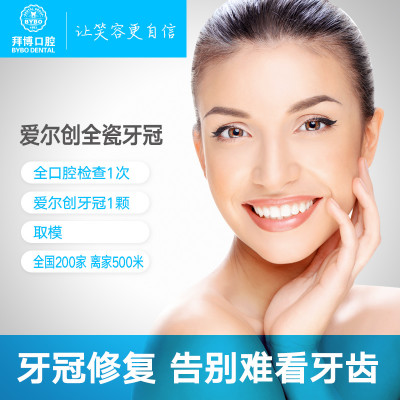 BYBO
拜博口腔
BYBO DENTAL
让笑容更自信
爱尔创全瓷牙冠
全口腔检查1次
爱尔创牙冠1颗
取模
全国200家 离家500米
牙冠修复 告别难看牙齿